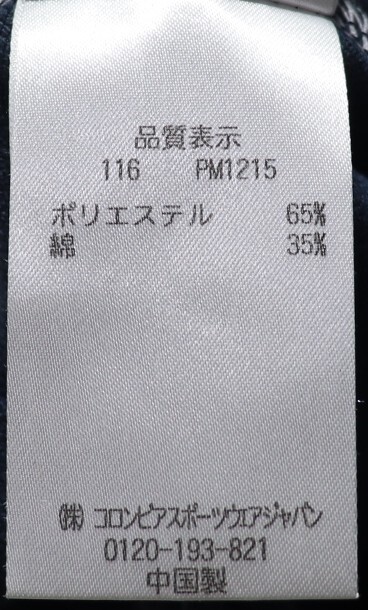 品質表示
116 PM1215
ポリエステル 65%
綿 35%
㈱ コロンビアスポーツウエアジャパン
0120-193-821
中国製